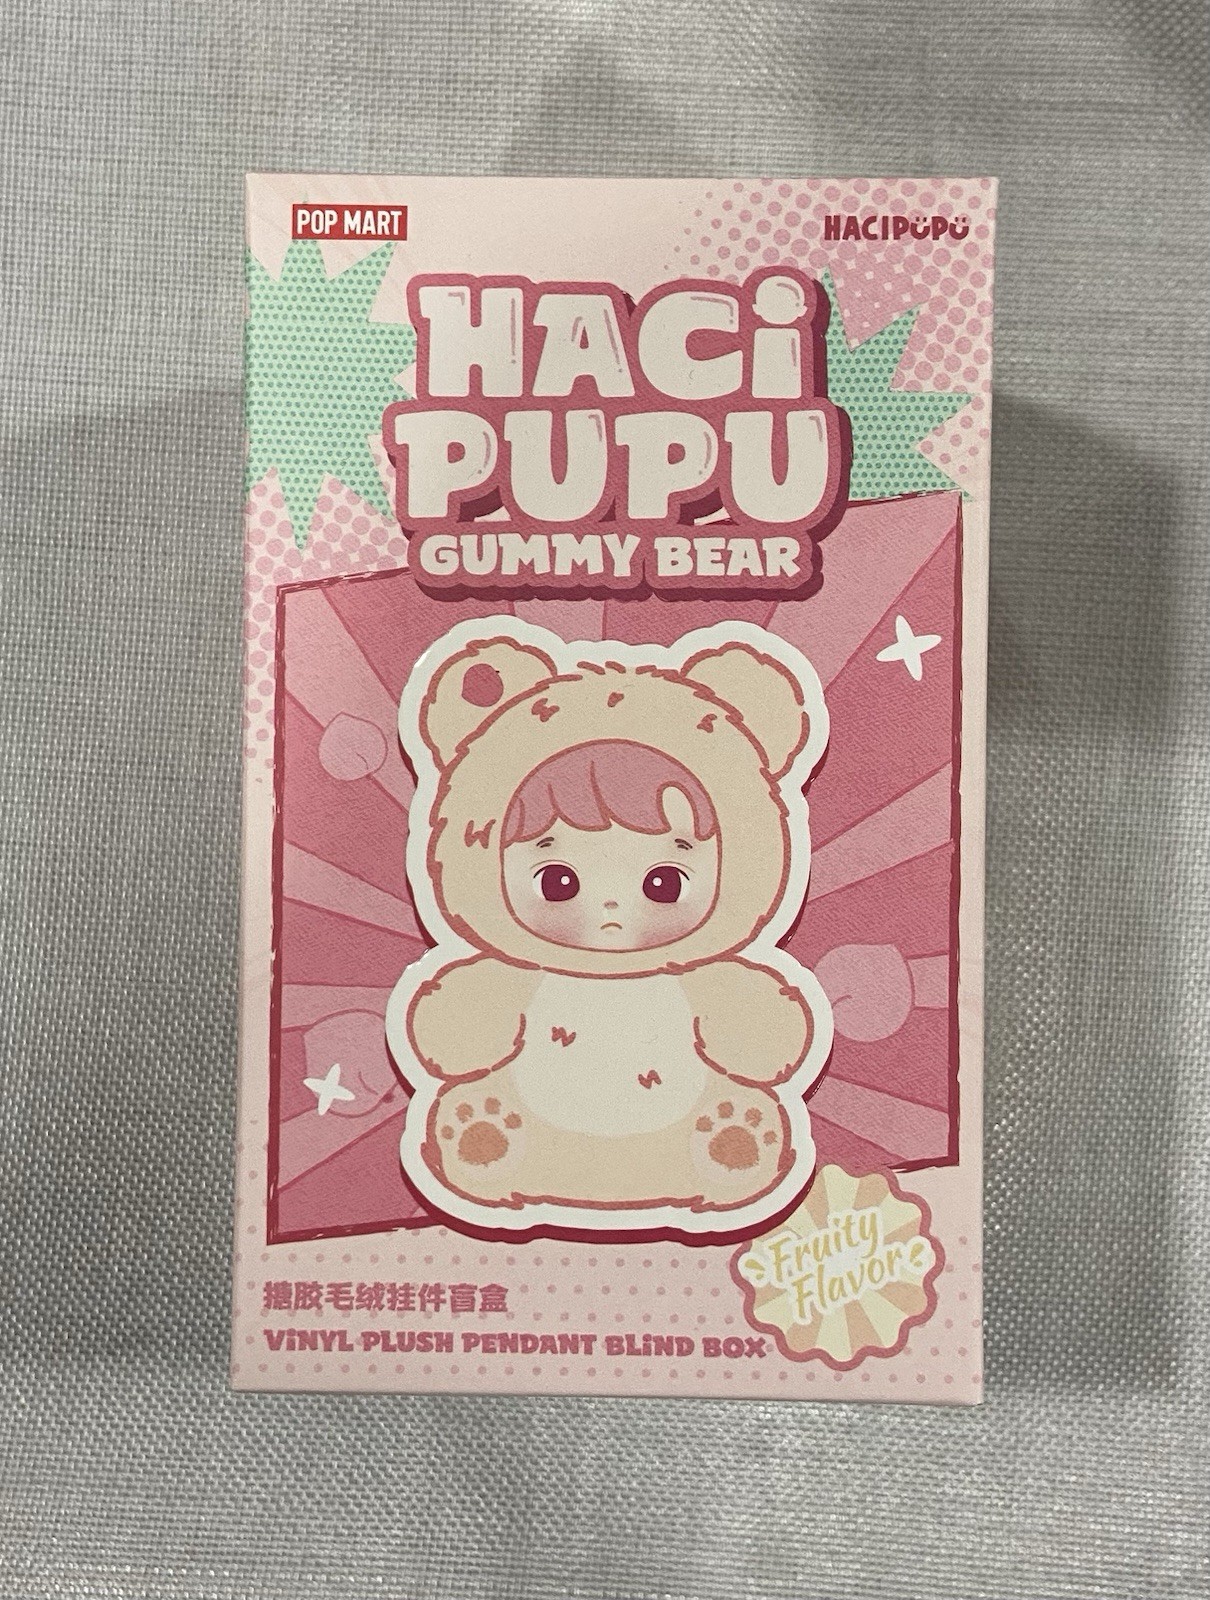 POP MART
HACIPÜPÜ
HACi
PUPU
GUMMY BEAR
Fruity
Flavor
搪胶毛绒挂件盲盒
ViNYL PLUSH PENDANT BLiND BOX